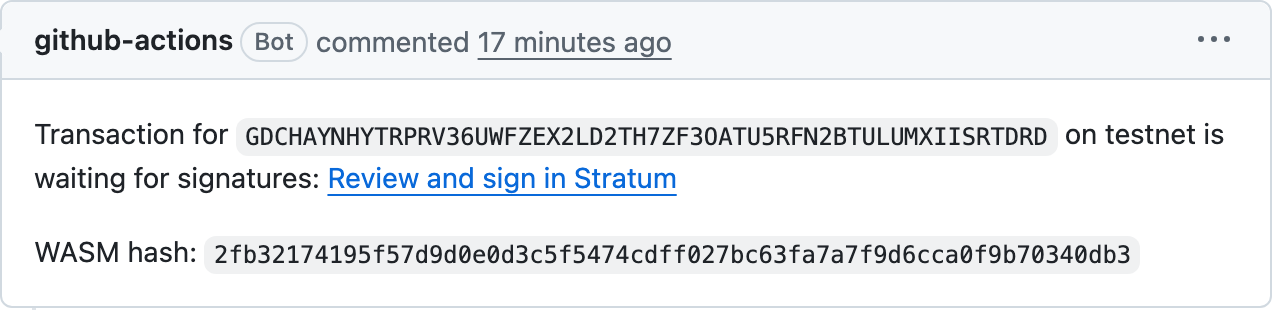 github-actions Bot commented 17 minutes ago
Transaction for GDCHAYNHYTRPRV36UWFZEX2LD2TH7ZF3OATU5RFN2BTULUMXIISRTDRD on testnet is
waiting for signatures: Review and sign in Stratum
WASM hash: 2fb32174195f57d9d0e0d3c5f5474cdff027bc63fa7a7f9d6cca0f9b70340db3